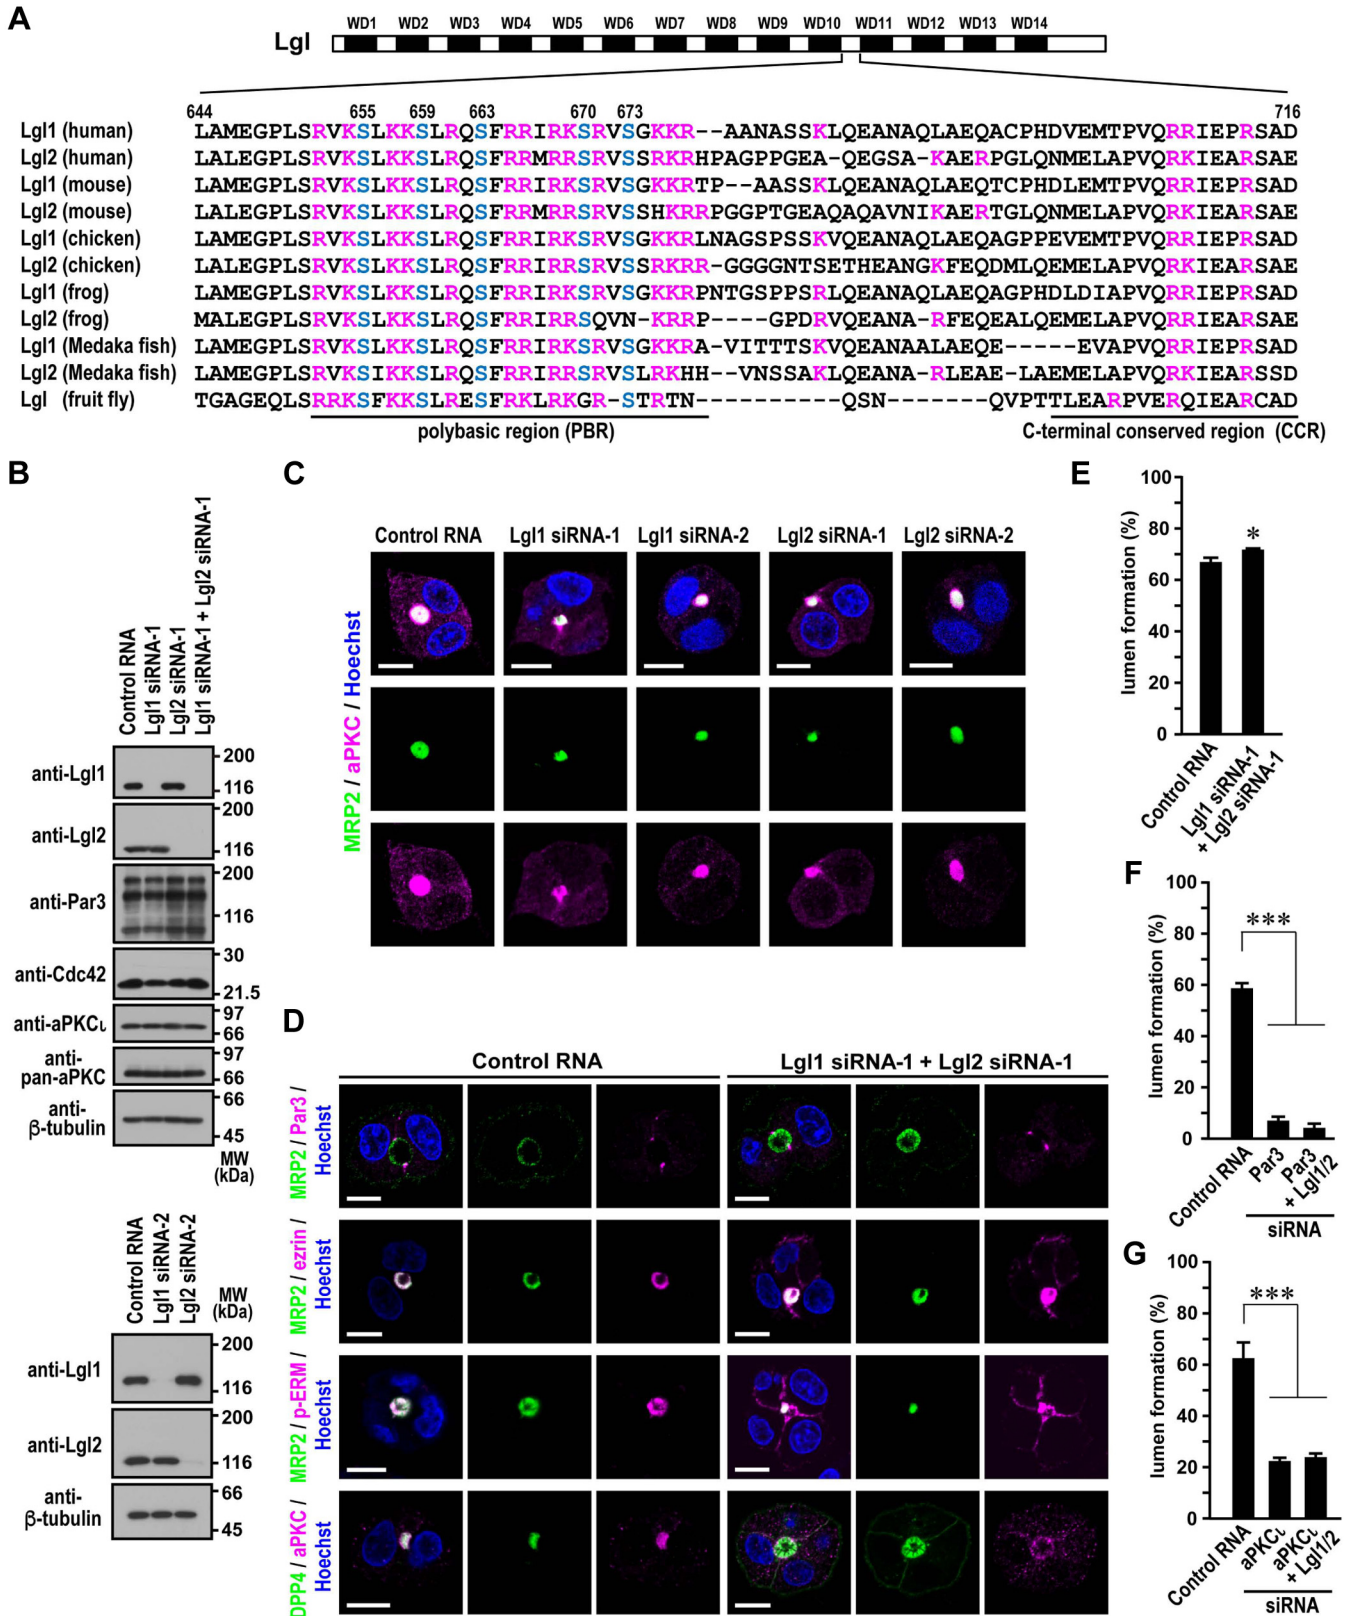 A
WD1 WD2 WD3 WD4 WD5 WD6 WD7 WD8 WD9 WD10 WD11 WD12 WD13 WD14
Lgl
644 655 659 663 670 673 716
Lgl1 (human) LAMEGPLSRVKSLKKSLRQSFRRIRKSRVSGKKR--AANASSKLQEANAQLAEQACPHDVEMTPVQRRIEPRSAD
Lgl2 (human) LALEGPLSRVKSLKKSLRQSFRRMRRSRVSSRKRHPAGPPGEA-QEGSA-KAERPGLQNMELAPVQRKIEARSAE
Lgl1 (mouse) LAMEGPLSRVKSLKKSLRQSFRRIRKSRVSGKKRTP--AASSKLQEANAQLAEQTCPHDLEMTPVQRRIEPRSAD
Lgl2 (mouse) LALEGPLSRVKSLKKSLRQSFRRMRRSRVSSHKRRPGGPTGEAQAQAVNIKAERTGLQNMELAPVQRKIEARSAE
Lgl1 (chicken) LAMEGPLSRVKSLKKSLRQSFRRIRKSRVSGKKRLNAGSPSSKVQEANAQLAEQAGPPEVEMTPVQRRIEPRSAD
Lgl2 (chicken) LALEGPLSRVKSLKKSLRQSFRRIRKSRVSSRKRR-GGGGNTSETHEANGKFEQDMLQEMELAPVQRKIEARSAE
Lgl1 (frog) LAMEGPLSRVKSLKKSLRQSFRRIRKSRVSGKKRPNTGSPPSRLQEANAQLAEQAGPHDLDIAPVQRRIEPRSAD
Lgl2 (frog) MALEGPLSRVKSLKKSLRQSFRRIRRSQVN-KRRP----GPDRVQEANA-RFEQEALQEMELAPVQRKIEARSAE
Lgl1 (Medaka fish) LAMEGPLSRVKSLKKSLRQSFRRIRKSRVSGKKRA-VITTTSKVQEANAALAEQE-----EVAPVQRRIEPRSSD
Lgl2 (Medaka fish) LAMEGPLSRVKSIKKSLRQSFRRIRRSRVSLRKHH--VNSSAKLQEANA-RLEAE-LAEMELAPVQRKIEARSSD
Lgl (fruit fly) TGAGEQLSRRKSFKKSLRESFRKLRKGR-STRTN----------QSN-------QVPTTLEARPVERQIEARCAD
polybasic region (PBR) C-terminal conserved region (CCR)
B
Control RNA
Lgl1 siRNA-1
Lgl2 siRNA-1
Lgl1 siRNA-1 + Lgl2 siRNA-1
anti-Lgl1 200 116
anti-Lgl2 200 116
anti-Par3 200 116
anti-Cdc42 30 21.5
anti-aPKCι 97 66
anti-pan-aPKC 97 66
anti-β-tubulin 66 45
MW
(kDa)
Control RNA
Lgl1 siRNA-2
Lgl2 siRNA-2
MW
(kDa)
anti-Lgl1 200 116
anti-Lgl2 200 116
anti-β-tubulin 66 45
C
Control RNA Lgl1 siRNA-1 Lgl1 siRNA-2 Lgl2 siRNA-1 Lgl2 siRNA-2
MRP2 / aPKC / Hoechst
D
Control RNA Lgl1 siRNA-1 + Lgl2 siRNA-1
MRP2 / Par3 /
Hoechst
MRP2 / ezrin /
Hoechst
MRP2 / p-ERM /
Hoechst
DPP4 / aPKC /
Hoechst
E
lumen formation (%)
100
80
60
40
20
0
*
Control RNA
Lgl1 siRNA-1
+ Lgl2 siRNA-1
F
lumen formation (%)
100
80
60
40
20
0
***
Control RNA
Par3
Par3
+ Lgl1/2
siRNA
G
lumen formation (%)
100
80
60
40
20
0
***
Control RNA
aPKCι
aPKCι
+ Lgl1/2
siRNA